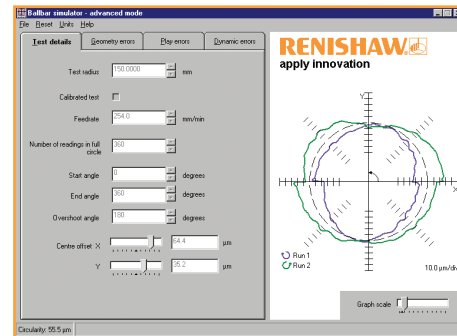 Ballbar simulator - advanced mode
File Reset Units Help
Test details Geometry errors Play errors Dynamic errors
Test radius 150.0000 mm
Calibrated test
Feedrate 254.0 mm/min
Number of readings in full circle 360
Start angle 0 degrees
End angle 360 degrees
Overshoot angle 180 degrees
Centre offset X 64.4 µm
Y 35.2 µm
Circularity: 55.5 µm
RENISHAW
apply innovation
Y
X
Run 1
Run 2
10.0 µm/div
Graph scale